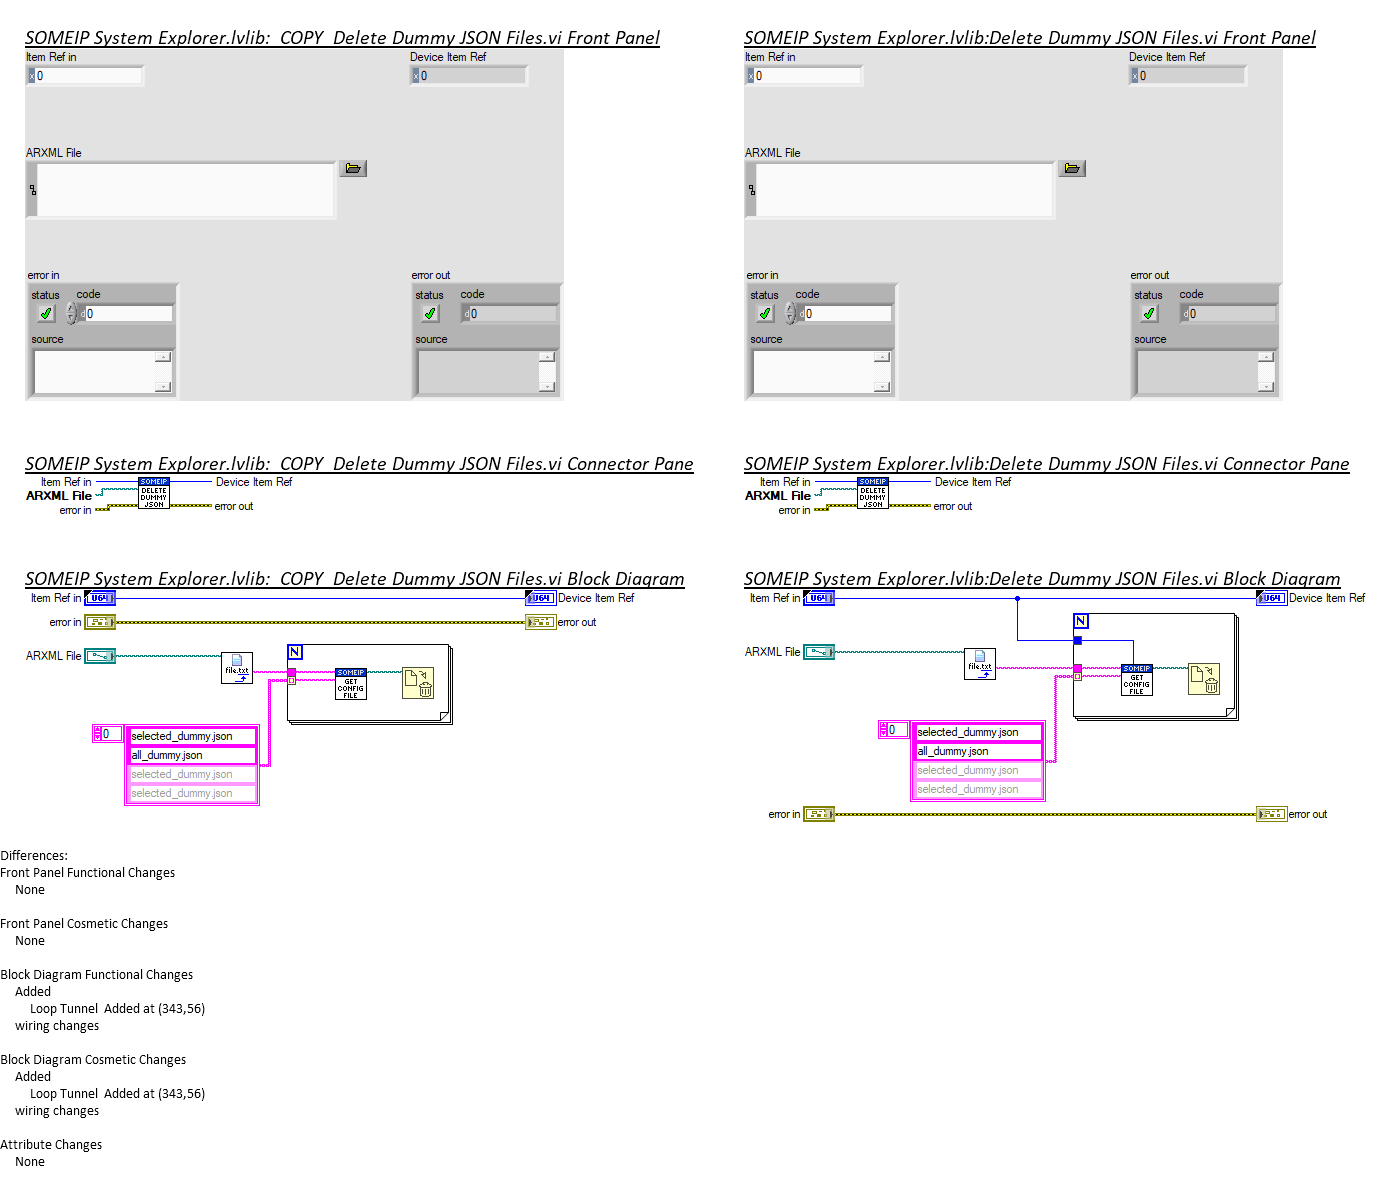 SOMEIP System Explorer.lvlib:  COPY  Delete Dummy JSON Files.vi Front Panel
Item Ref in
Device Item Ref
x 0
x 0
ARXML File
error in
error out
status
code
status
code
d 0
d 0
source
source
SOMEIP System Explorer.lvlib:Delete Dummy JSON Files.vi Front Panel
Item Ref in
Device Item Ref
x 0
x 0
ARXML File
error in
error out
status
code
status
code
d 0
d 0
source
source
SOMEIP System Explorer.lvlib:  COPY  Delete Dummy JSON Files.vi Connector Pane
Item Ref in
ARXML File
error in
SOMEIP
DELETE
DUMMY
JSON
Device Item Ref
error out
SOMEIP System Explorer.lvlib:Delete Dummy JSON Files.vi Connector Pane
Item Ref in
ARXML File
error in
SOMEIP
DELETE
DUMMY
JSON
Device Item Ref
error out
SOMEIP System Explorer.lvlib:  COPY  Delete Dummy JSON Files.vi Block Diagram
Item Ref in
U64
U64
Device Item Ref
error in
error out
ARXML File
file.txt
N
SOMEIP
GET
CONFIG
FILE
0
selected_dummy.json
all_dummy.json
selected_dummy.json
selected_dummy.json
SOMEIP System Explorer.lvlib:Delete Dummy JSON Files.vi Block Diagram
Item Ref in
U64
U64
Device Item Ref
N
ARXML File
file.txt
SOMEIP
GET
CONFIG
FILE
0
selected_dummy.json
all_dummy.json
selected_dummy.json
selected_dummy.json
error in
error out
Differences:
Front Panel Functional Changes
None
Front Panel Cosmetic Changes
None
Block Diagram Functional Changes
Added
Loop Tunnel  Added at (343,56)
wiring changes
Block Diagram Cosmetic Changes
Added
Loop Tunnel  Added at (343,56)
wiring changes
Attribute Changes
None